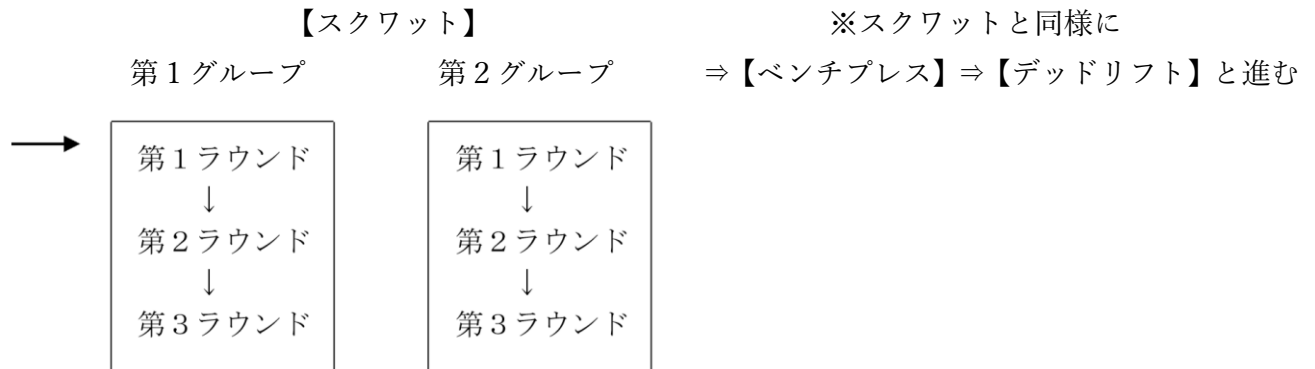 【スクワット】 ※スクワットと同様に
第1グループ 第2グループ ⇒【ベンチプレス】⇒【デッドリフト】と進む
第1ラウンド
↓
第2ラウンド
↓
第3ラウンド
第1ラウンド
↓
第2ラウンド
↓
第3ラウンド